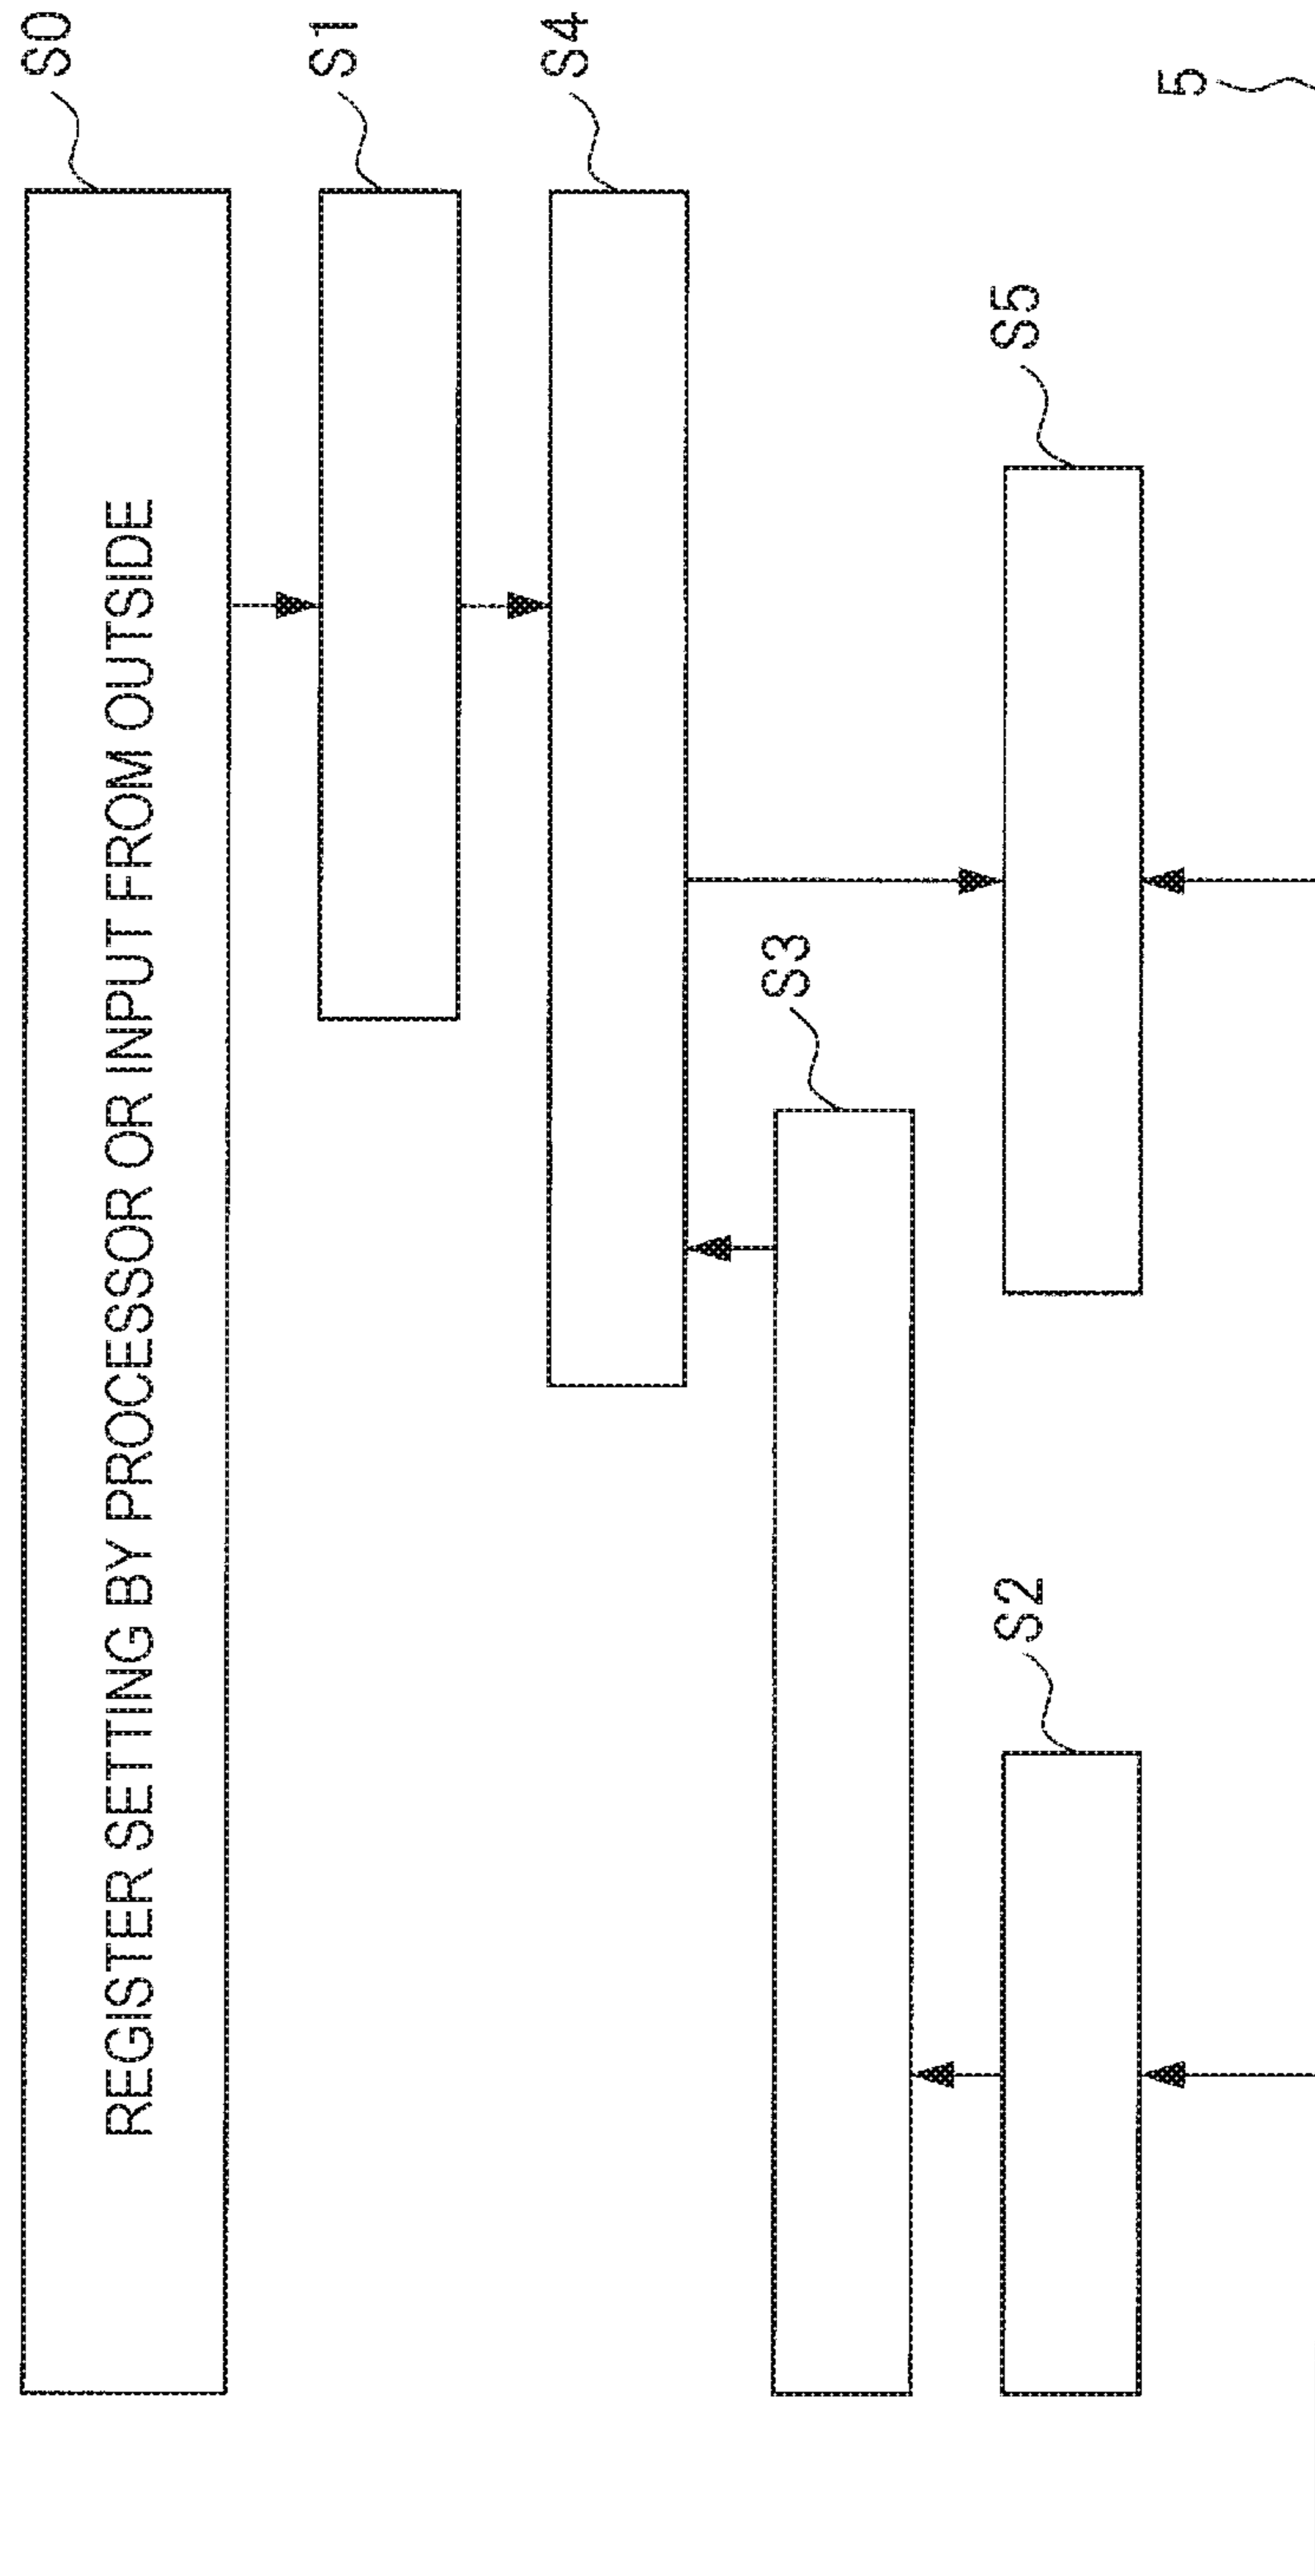 S0
REGISTER SETTING BY PROCESSOR OR INPUT FROM OUTSIDE
S1
S4
S3
S2
S5
5